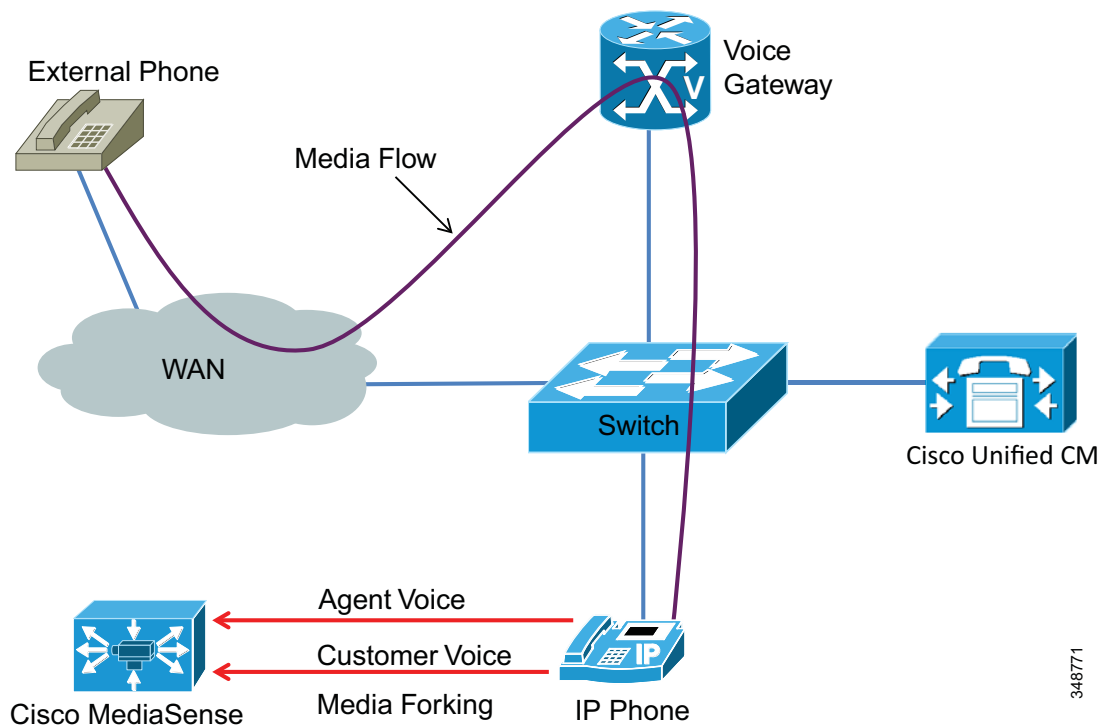 External Phone
Voice
Gateway
V
Media Flow
WAN
Switch
Cisco Unified CM
Agent Voice
Customer Voice
Media Forking
IP
Cisco MediaSense
IP Phone
348771